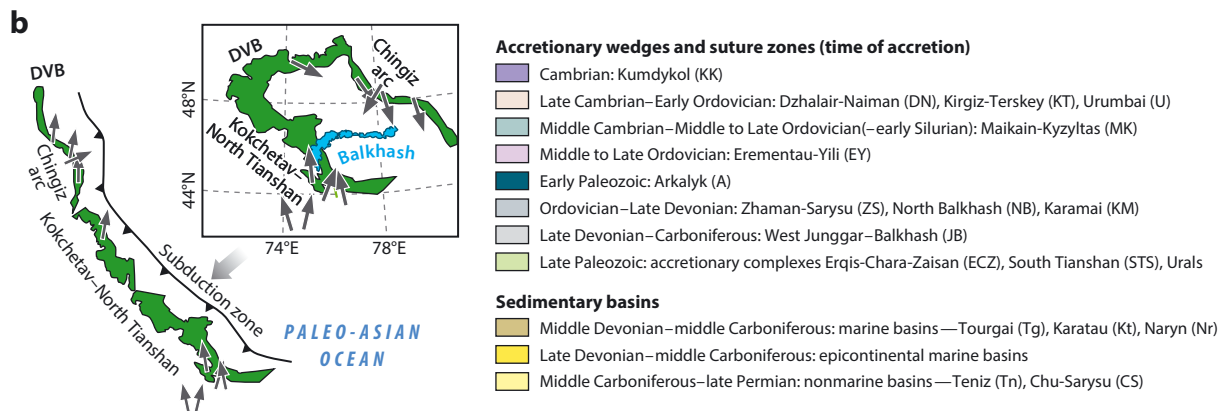 b
DVB
Chingiz
arc
Kokchetav–North Tianshan
Subduction zone
PALEO-ASIAN
OCEAN
DVB
Chingiz
arc
48°N
44°N
Kokchetav–
North Tianshan
Balkhash
74°E
78°E
Accretionary wedges and suture zones (time of accretion)
Cambrian: Kumdykol (KK)
Late Cambrian–Early Ordovician: Dzhalair-Naiman (DN), Kirgiz-Terskey (KT), Urumbai (U)
Middle Cambrian–Middle to Late Ordovician(–early Silurian): Maikain-Kyzyltas (MK)
Middle to Late Ordovician: Erementau-Yili (EY)
Early Paleozoic: Arkalyk (A)
Ordovician–Late Devonian: Zhaman-Sarysu (ZS), North Balkhash (NB), Karamai (KM)
Late Devonian–Carboniferous: West Junggar–Balkhash (JB)
Late Paleozoic: accretionary complexes Erqis-Chara-Zaisan (ECZ), South Tianshan (STS), Urals
Sedimentary basins
Middle Devonian–middle Carboniferous: marine basins—Tourgai (Tg), Karatau (Kt), Naryn (Nr)
Late Devonian–middle Carboniferous: epicontinental marine basins
Middle Carboniferous–late Permian: nonmarine basins—Teniz (Tn), Chu-Sarysu (CS)